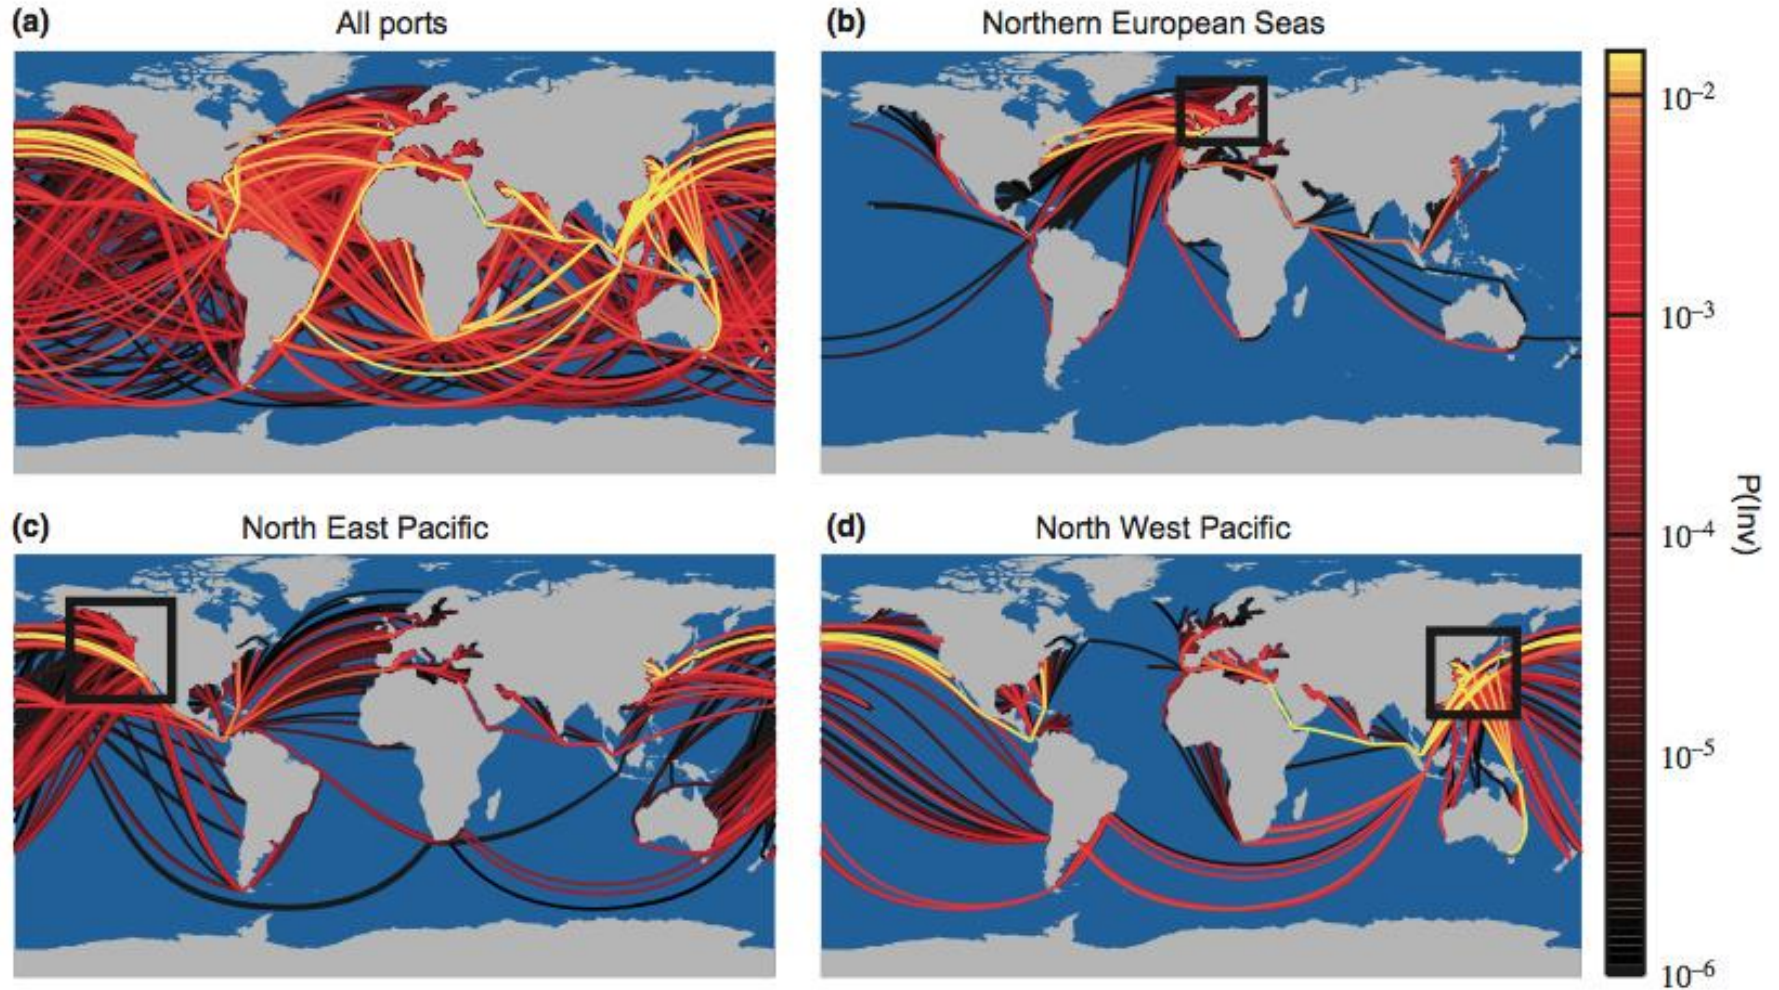 (a) All ports
(b) Northern European Seas
10⁻²
10⁻³
10⁻⁴
10⁻⁵
10⁻⁶
P(Inv)
(c) North East Pacific
(d) North West Pacific